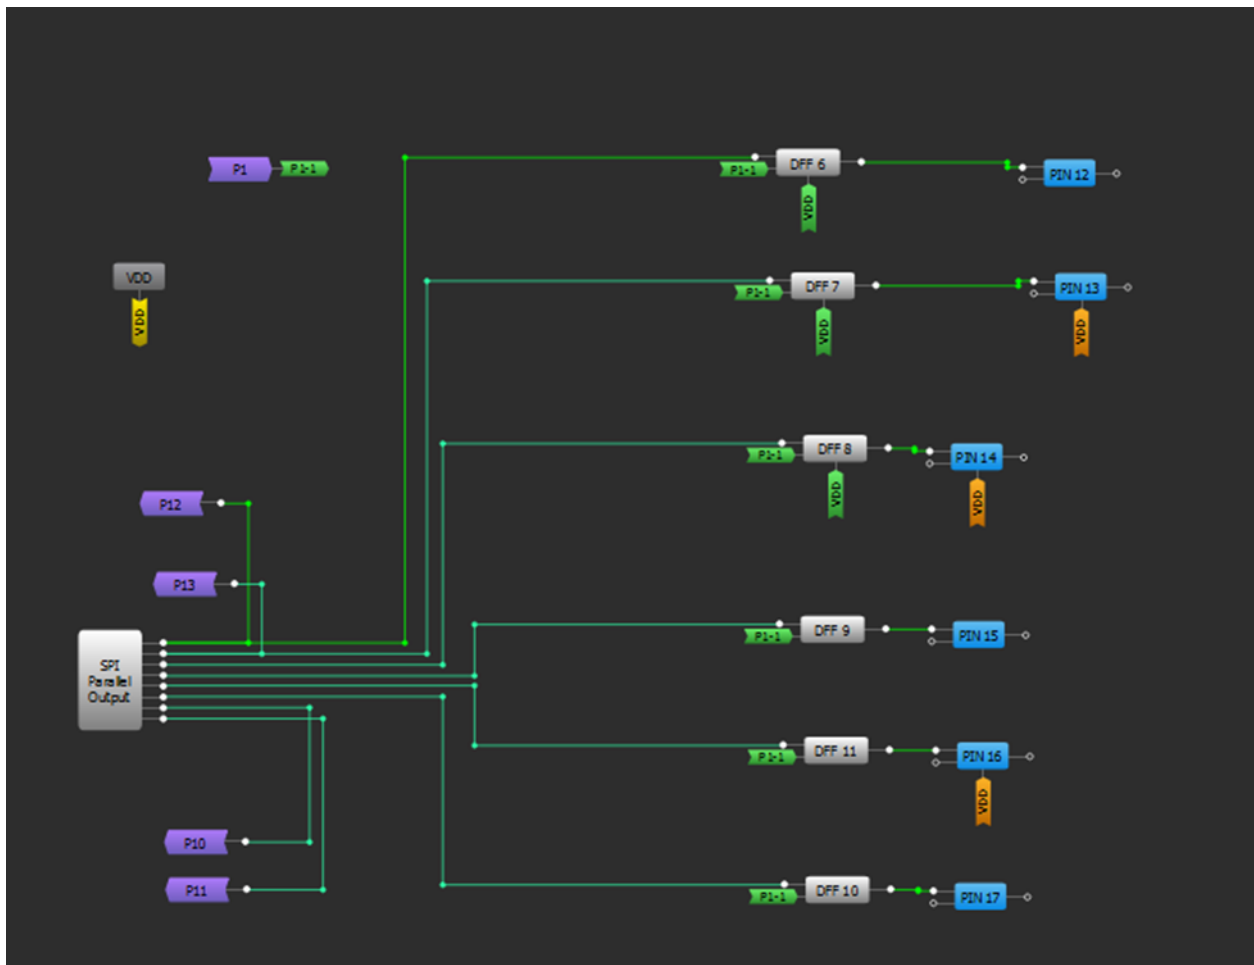 P1
P1-1
P1-1
DFF 6
PIN 12
VDD
VDD
VDD
P1-1
DFF 7
PIN 13
VDD
VDD
VDD
P1-1
DFF 8
PIN 14
VDD
VDD
P12
P13
P1-1
DFF 9
PIN 15
SPI
Parallel
Output
P1-1
DFF 11
PIN 16
VDD
P10
P11
P1-1
DFF 10
PIN 17